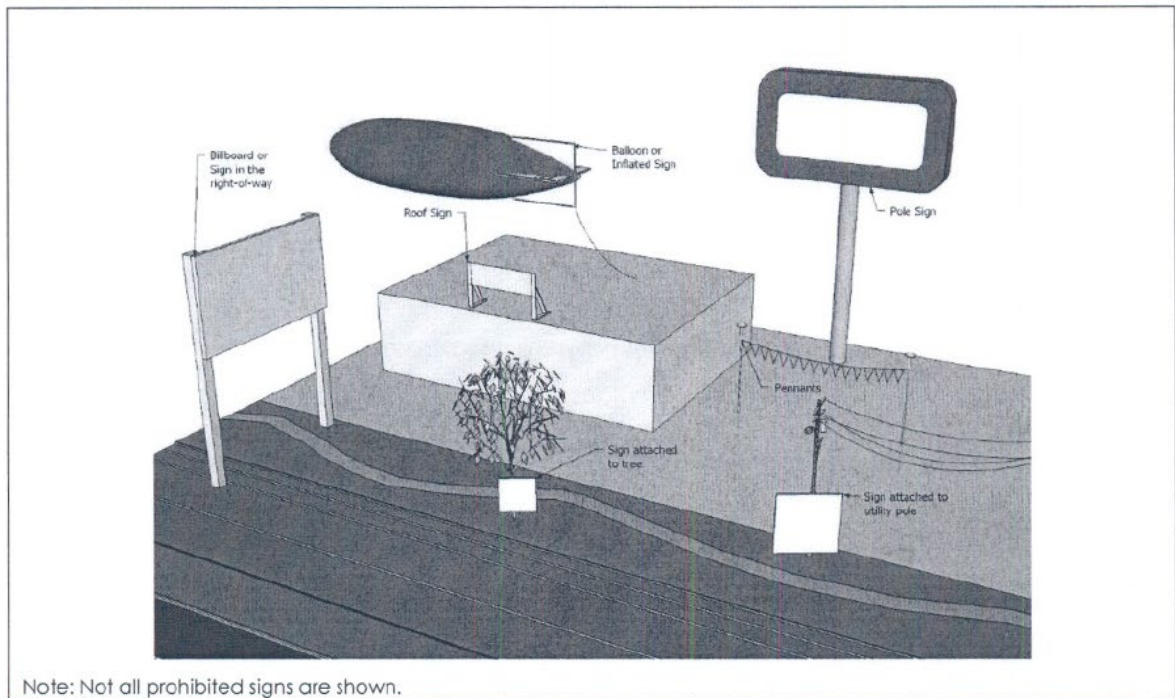 Billboard or
Sign in the
right-of-way
Balloon or
Inflated Sign
Roof Sign
Pole Sign
Pennants
Sign attached
to tree
Sign attached to
utility pole
Note: Not all prohibited signs are shown.